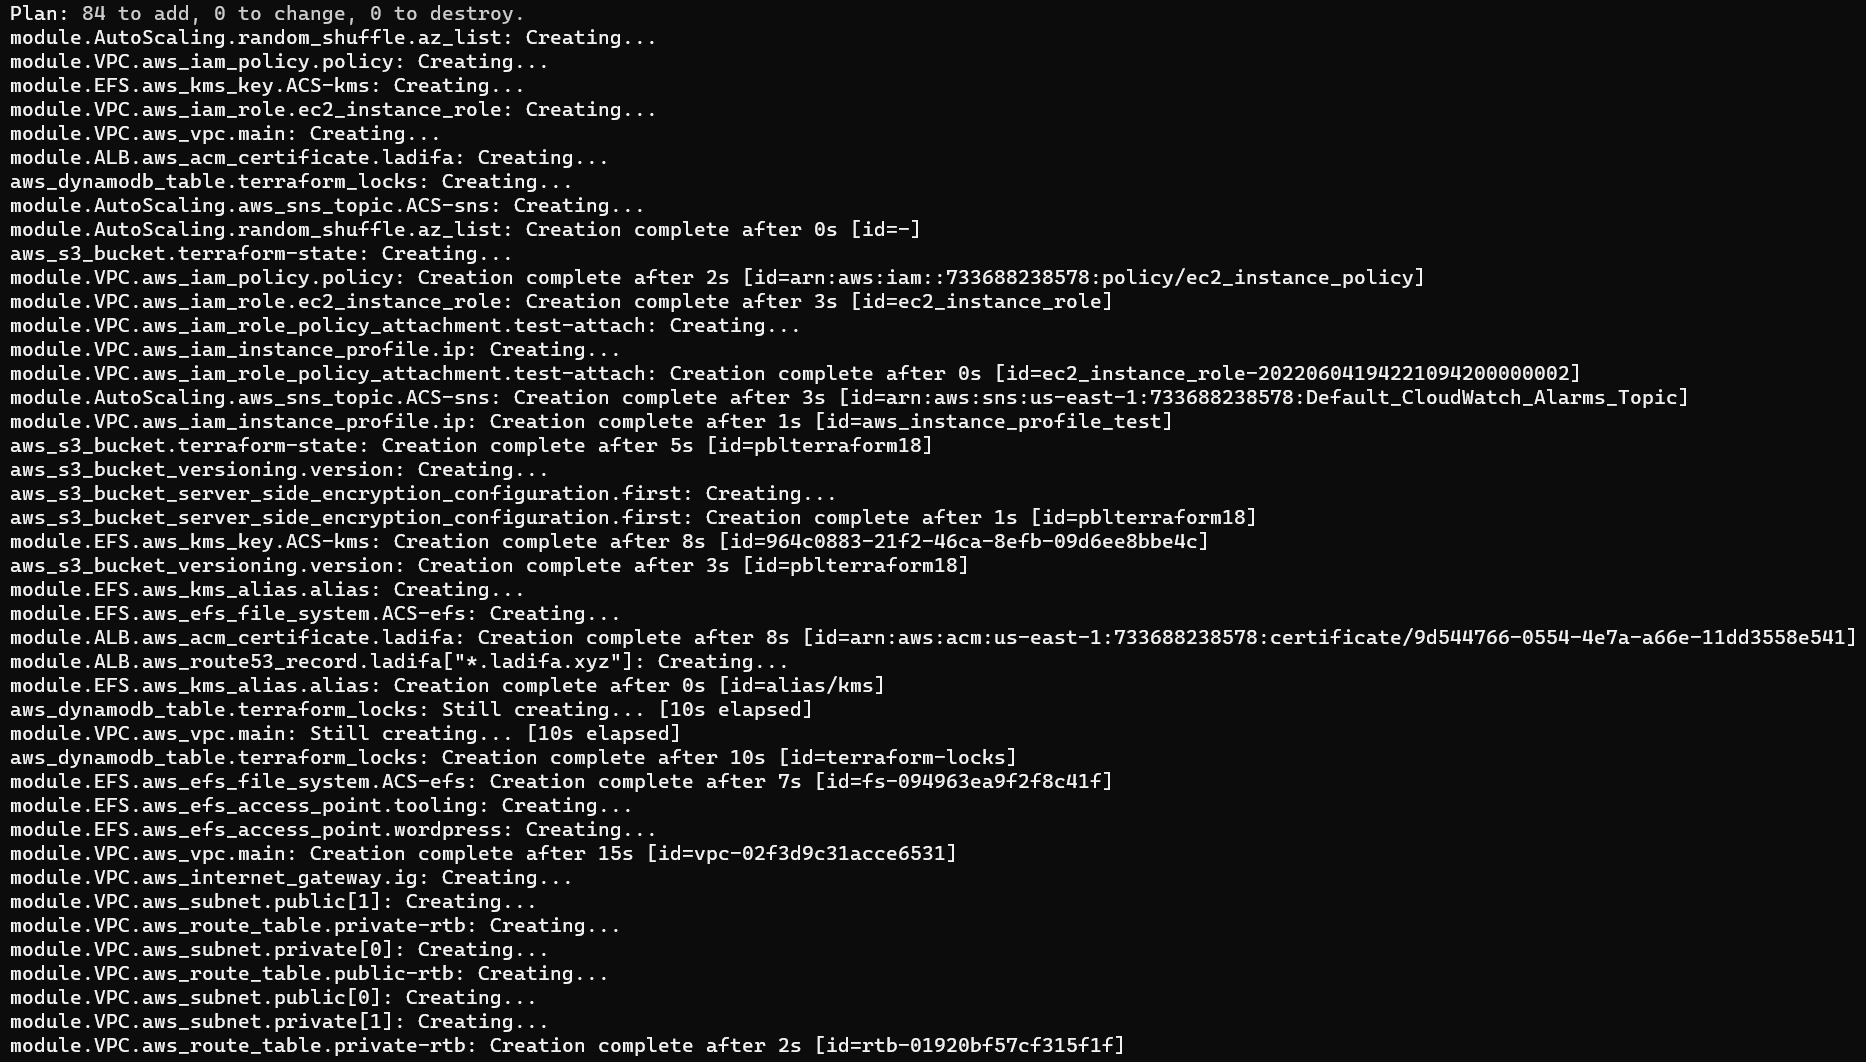 Plan: 84 to add, 0 to change, 0 to destroy.
module.AutoScaling.random_shuffle.az_list: Creating...
module.VPC.aws_iam_policy.policy: Creating...
module.EFS.aws_kms_key.ACS-kms: Creating...
module.VPC.aws_iam_role.ec2_instance_role: Creating...
module.VPC.aws_vpc.main: Creating...
module.ALB.aws_acm_certificate.ladifa: Creating...
aws_dynamodb_table.terraform_locks: Creating...
module.AutoScaling.aws_sns_topic.ACS-sns: Creating...
module.AutoScaling.random_shuffle.az_list: Creation complete after 0s [id=-]
aws_s3_bucket.terraform-state: Creating...
module.VPC.aws_iam_policy.policy: Creation complete after 2s [id=arn:aws:iam::733688238578:policy/ec2_instance_policy]
module.VPC.aws_iam_role.ec2_instance_role: Creation complete after 3s [id=ec2_instance_role]
module.VPC.aws_iam_role_policy_attachment.test-attach: Creating...
module.VPC.aws_iam_instance_profile.ip: Creating...
module.VPC.aws_iam_role_policy_attachment.test-attach: Creation complete after 0s [id=ec2_instance_role-20220604194221094200000002]
module.AutoScaling.aws_sns_topic.ACS-sns: Creation complete after 3s [id=arn:aws:sns:us-east-1:733688238578:Default_CloudWatch_Alarms_Topic]
module.VPC.aws_iam_instance_profile.ip: Creation complete after 1s [id=aws_instance_profile_test]
aws_s3_bucket.terraform-state: Creation complete after 5s [id=pblterraform18]
aws_s3_bucket_versioning.version: Creating...
aws_s3_bucket_server_side_encryption_configuration.first: Creating...
aws_s3_bucket_server_side_encryption_configuration.first: Creation complete after 1s [id=pblterraform18]
module.EFS.aws_kms_key.ACS-kms: Creation complete after 8s [id=964c0883-21f2-46ca-8efb-09d6ee8bbe4c]
aws_s3_bucket_versioning.version: Creation complete after 3s [id=pblterraform18]
module.EFS.aws_kms_alias.alias: Creating...
module.EFS.aws_efs_file_system.ACS-efs: Creating...
module.ALB.aws_acm_certificate.ladifa: Creation complete after 8s [id=arn:aws:acm:us-east-1:733688238578:certificate/9d544766-0554-4e7a-a66e-11dd3558e541]
module.ALB.aws_route53_record.ladifa["*.ladifa.xyz"]: Creating...
module.EFS.aws_kms_alias.alias: Creation complete after 0s [id=alias/kms]
aws_dynamodb_table.terraform_locks: Still creating... [10s elapsed]
module.VPC.aws_vpc.main: Still creating... [10s elapsed]
aws_dynamodb_table.terraform_locks: Creation complete after 10s [id=terraform-locks]
module.EFS.aws_efs_file_system.ACS-efs: Creation complete after 7s [id=fs-094963ea9f2f8c41f]
module.EFS.aws_efs_access_point.tooling: Creating...
module.EFS.aws_efs_access_point.wordpress: Creating...
module.VPC.aws_vpc.main: Creation complete after 15s [id=vpc-02f3d9c31acce6531]
module.VPC.aws_internet_gateway.ig: Creating...
module.VPC.aws_subnet.public[1]: Creating...
module.VPC.aws_route_table.private-rtb: Creating...
module.VPC.aws_subnet.private[0]: Creating...
module.VPC.aws_route_table.public-rtb: Creating...
module.VPC.aws_subnet.public[0]: Creating...
module.VPC.aws_subnet.private[1]: Creating...
module.VPC.aws_route_table.private-rtb: Creation complete after 2s [id=rtb-01920bf57cf315f1f]